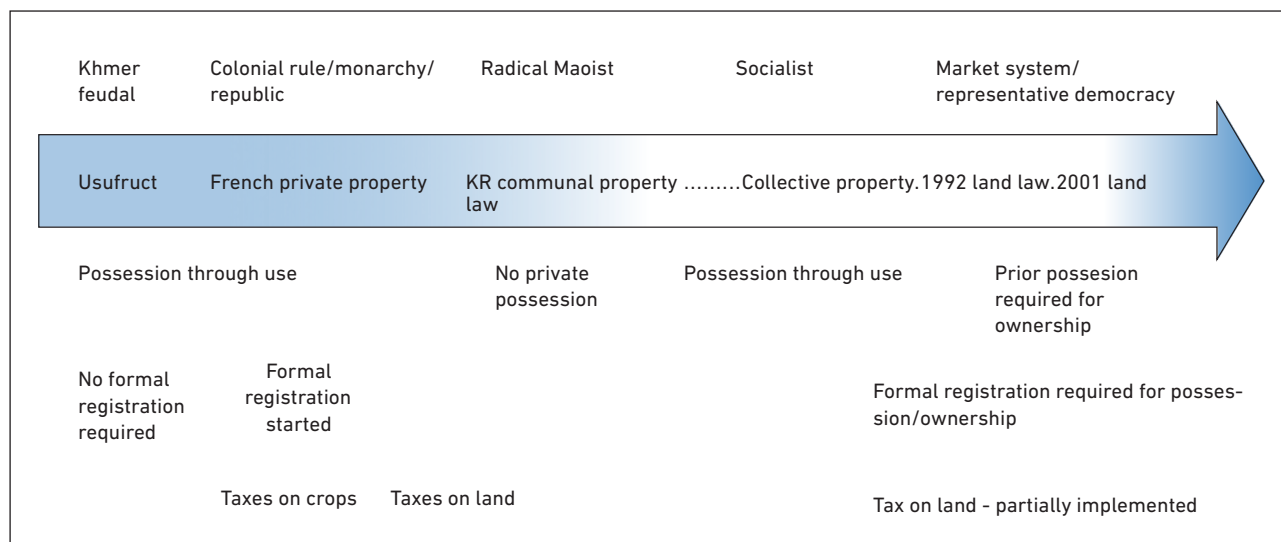 Khmer
feudal
Colonial rule/monarchy/
republic
Radical Maoist
Socialist
Market system/
representative democracy
Usufruct
French private property
KR communal property .........Collective property.1992 land law.2001 land
law
Possession through use
No private
possession
Possession through use
Prior possesion
required for
ownership
No formal
registration
required
Formal
registration
started
Formal registration required for posses-
sion/ownership
Taxes on crops
Taxes on land
Tax on land - partially implemented